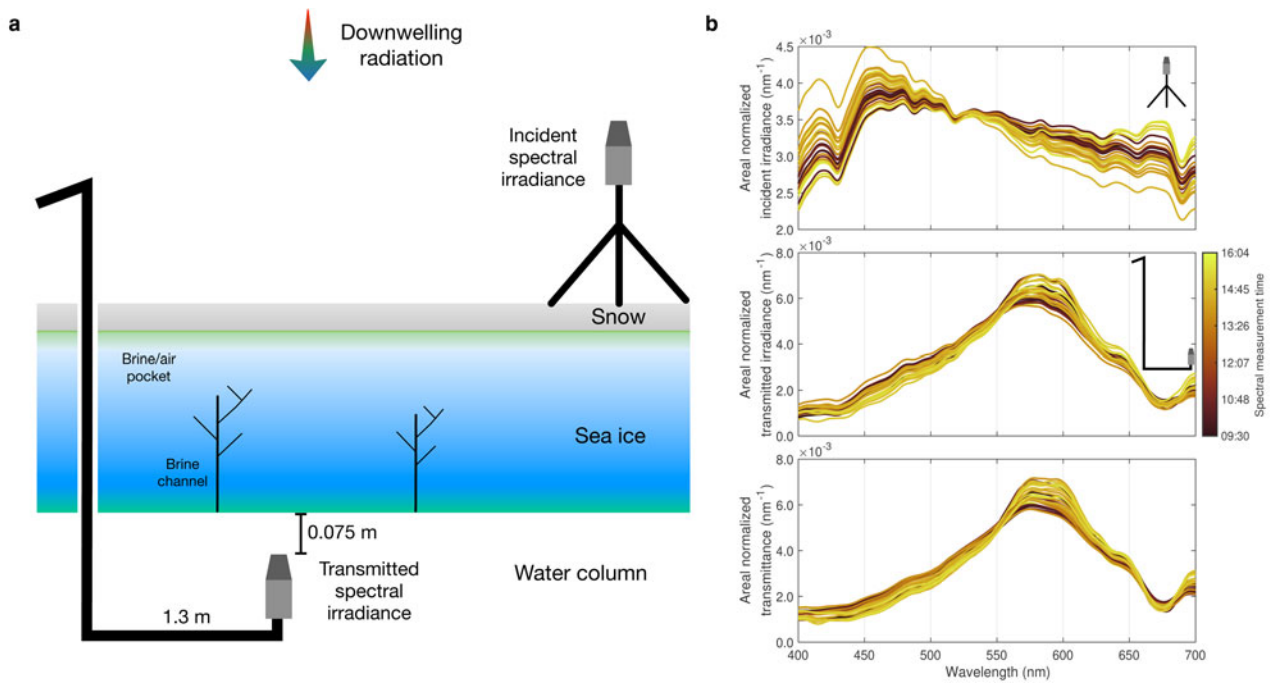 a
Downwelling
radiation
Incident
spectral
irradiance
Snow
Brine/air
pocket
Sea ice
Brine
channel
0.075 m
Transmitted
spectral
irradiance
Water column
1.3 m
b
×10⁻³
4.5
4.0
3.5
3.0
2.5
2.0
Areal normalized
incident irradiance (nm⁻¹)
×10⁻³
8.0
6.0
4.0
2.0
0.0
Areal normalized
transmitted irradiance (nm⁻¹)
16:04
14:45
13:26
12:07
10:48
09:30
Spectral measurement time
×10⁻³
8.0
6.0
4.0
2.0
0.0
Areal normalized
transmittance (nm⁻¹)
400 450 500 550 600 650 700
Wavelength (nm)